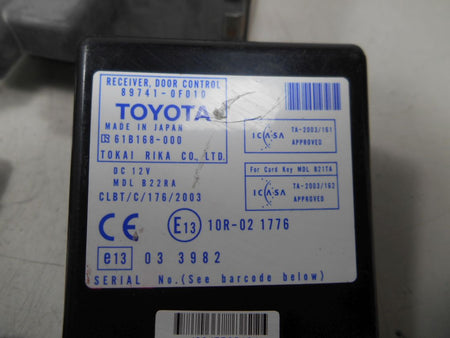 RECEIVER, DOOR CONTROL
89741-0F010
TOYOTA
MADE IN JAPAN
61B168-000
TOKAI RIKA CO., LTD.
DC 12V
MDL B22RA
CLBT/C/176/2003
ICASA TA-2003/161
APPROVED
For Card Key MDL B21TA
ICASA TA-2003/162
APPROVED
CE E13 10R-02 1776
e13 03 3982
SERIAL No.(See barcode below)